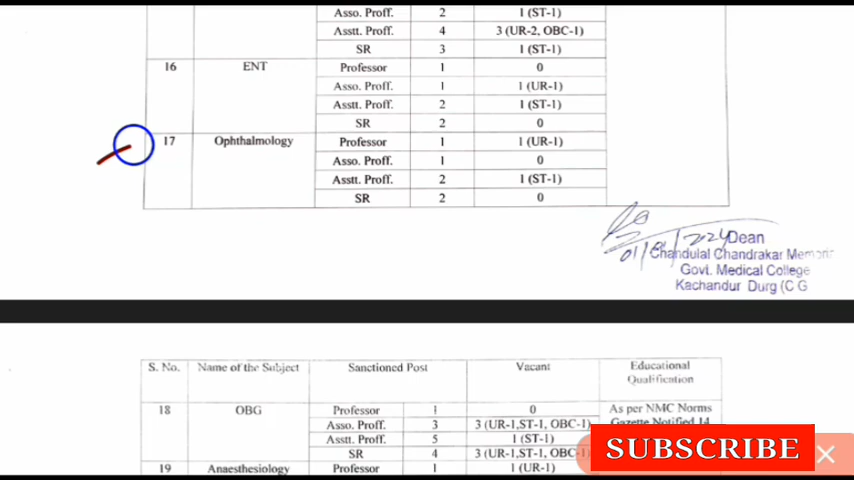 Asso. Proff. 2 1 (ST-1)
Asstt. Proff. 4 3 (UR-2, OBC-1)
SR 3 1 (ST-1)
16 ENT Professor 1 0
Asso. Proff. 1 1 (UR-1)
Asstt. Proff. 2 1 (ST-1)
SR 2 0
17 Ophthalmology Professor 1 1 (UR-1)
Asso. Proff. 1 0
Asstt. Proff. 2 1 (ST-1)
SR 2 0
Dean
Chandulal Chandrakar
Govt. Medical College
Kachandur Durg (C G
S. No. Name of the Subject Sanctioned Post Vacant Educational
Qualification
18 OBG Professor 1 0 As per NMC Norms
Asso. Proff. 3 3 (UR-1,ST-1, OBC-1) Gazette Notified 14
Asstt. Proff. 5 1 (ST-1)
SR 4 3 (UR-1,ST-1, OBC-1)
19 Anaesthesiology Professor 1 1 (UR-1)
SUBSCRIBE